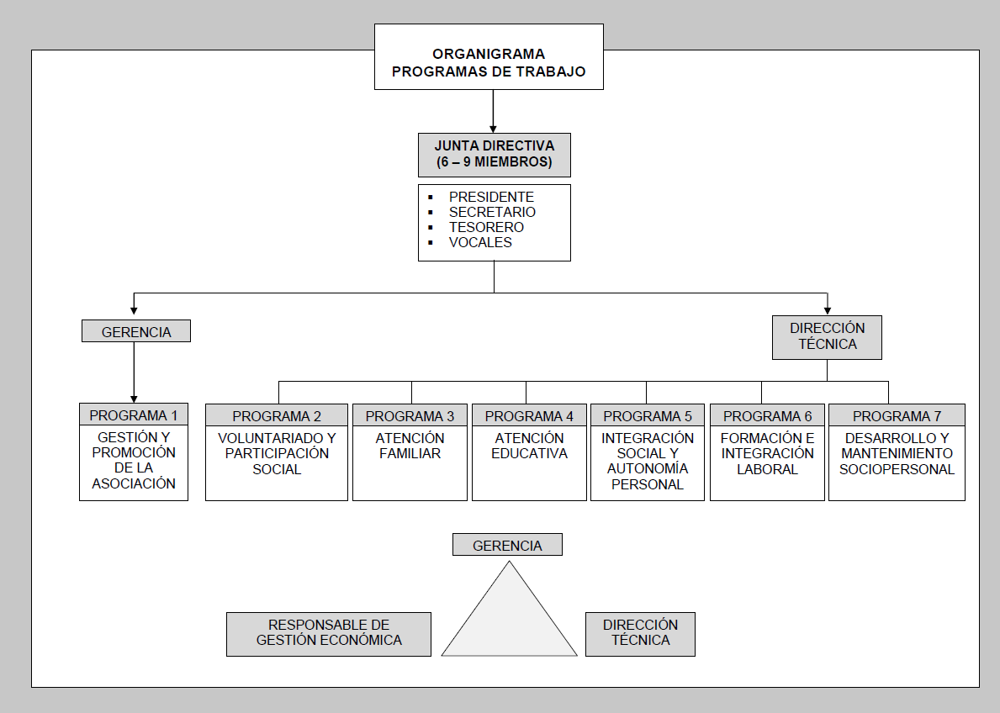 ORGANIGRAMA
PROGRAMAS DE TRABAJO
JUNTA DIRECTIVA
(6 – 9 MIEMBROS)
▪ PRESIDENTE
▪ SECRETARIO
▪ TESORERO
▪ VOCALES
GERENCIA
DIRECCIÓN
TÉCNICA
PROGRAMA 1
GESTIÓN Y
PROMOCIÓN
DE LA
ASOCIACIÓN
PROGRAMA 2
VOLUNTARIADO Y
PARTICIPACIÓN
SOCIAL
PROGRAMA 3
ATENCIÓN
FAMILIAR
PROGRAMA 4
ATENCIÓN
EDUCATIVA
PROGRAMA 5
INTEGRACIÓN
SOCIAL Y
AUTONOMÍA
PERSONAL
PROGRAMA 6
FORMACIÓN E
INTEGRACIÓN
LABORAL
PROGRAMA 7
DESARROLLO Y
MANTENIMIENTO
SOCIOPERSONAL
GERENCIA
RESPONSABLE DE
GESTIÓN ECONÓMICA
DIRECCIÓN
TÉCNICA